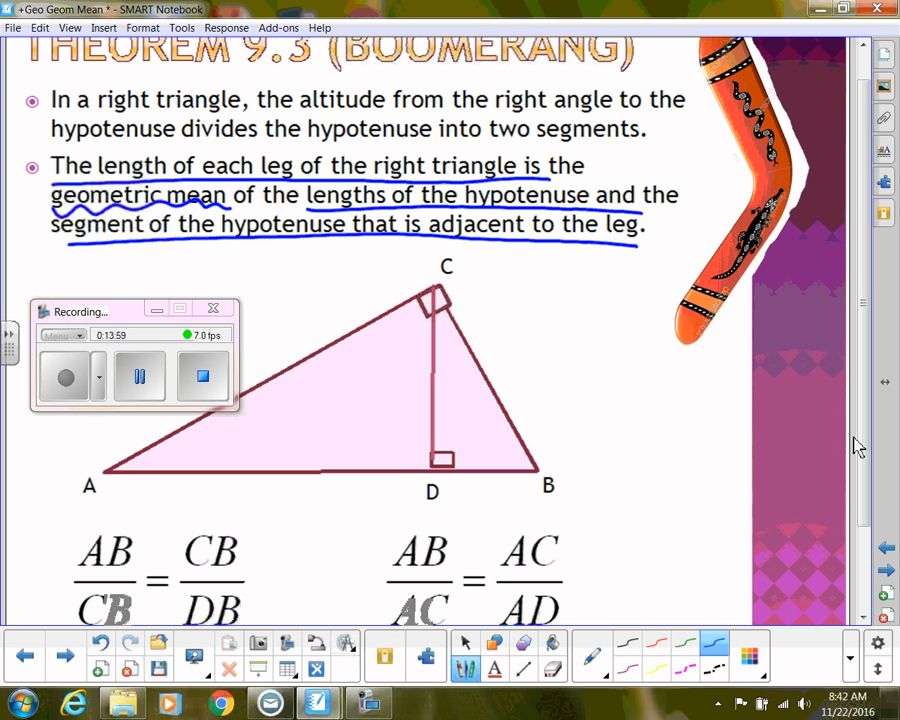 +Geo Geom Mean * - SMART Notebook
File Edit View Insert Format Tools Response Add-ons Help
THEOREM 9.3 (BOOMERANG)
In a right triangle, the altitude from the right angle to the
hypotenuse divides the hypotenuse into two segments.
The length of each leg of the right triangle is the
geometric mean of the lengths of the hypotenuse and the
segment of the hypotenuse that is adjacent to the leg.
C
Recording...
Menu 0:13:59 7.0 fps
A D B
AB CB AB AC
= =
CB DB AC AD
A
8:42 AM
11/22/2016